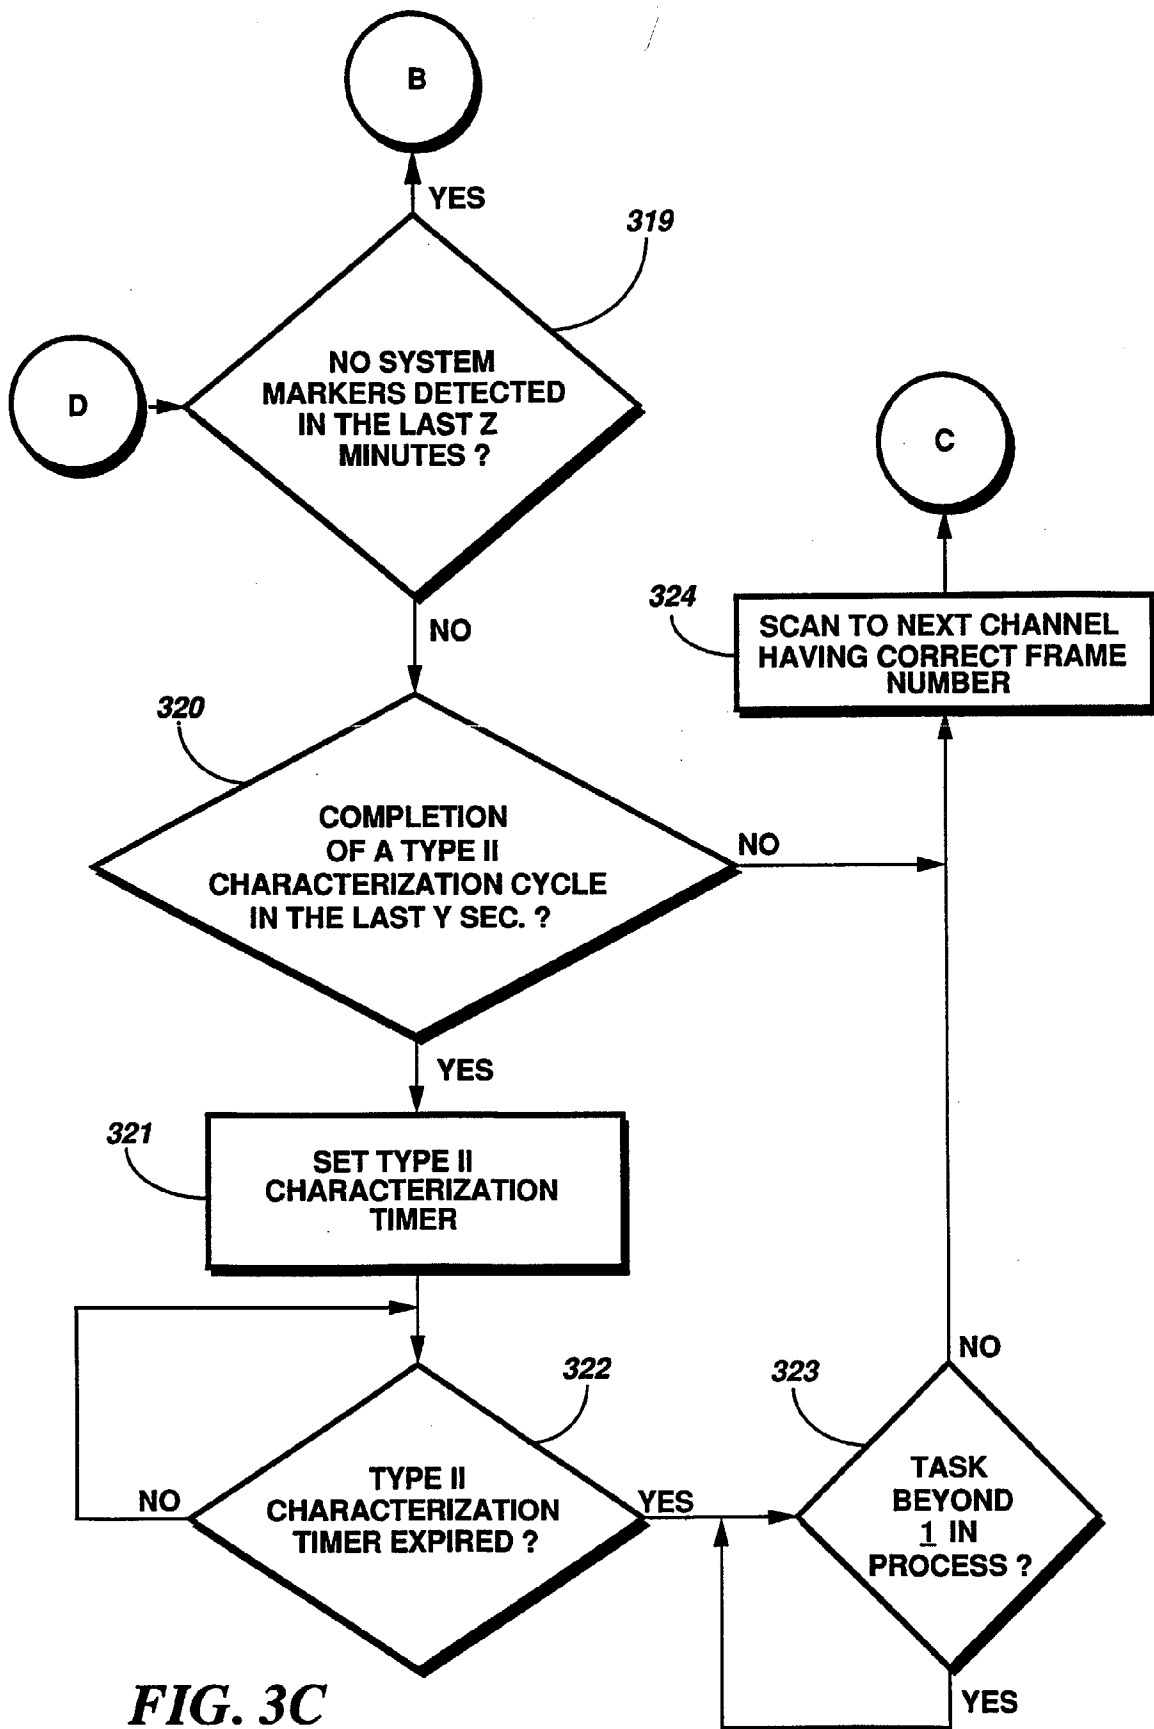 B
YES
319
NO SYSTEM
MARKERS DETECTED
IN THE LAST Z
MINUTES ?
D
C
NO
324
SCAN TO NEXT CHANNEL
HAVING CORRECT FRAME
NUMBER
320
COMPLETION
OF A TYPE II
CHARACTERIZATION CYCLE
IN THE LAST Y SEC. ?
NO
YES
321
SET TYPE II
CHARACTERIZATION
TIMER
322
TYPE II
CHARACTERIZATION
TIMER EXPIRED ?
NO
YES
323
NO
TASK
BEYOND
1 IN
PROCESS ?
YES
FIG. 3C